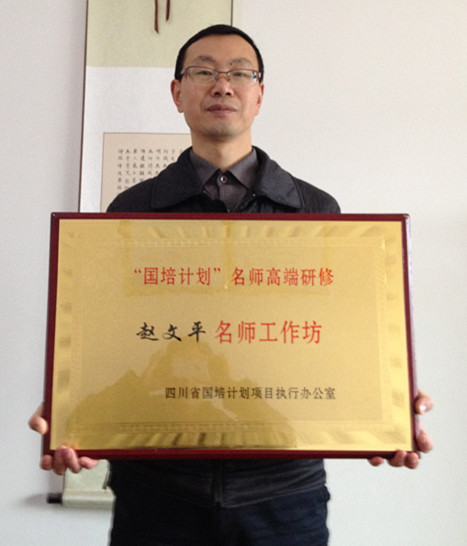 “国培计划”名师高端研修
赵文平 名师工作坊
四川省国培计划项目执行办公室